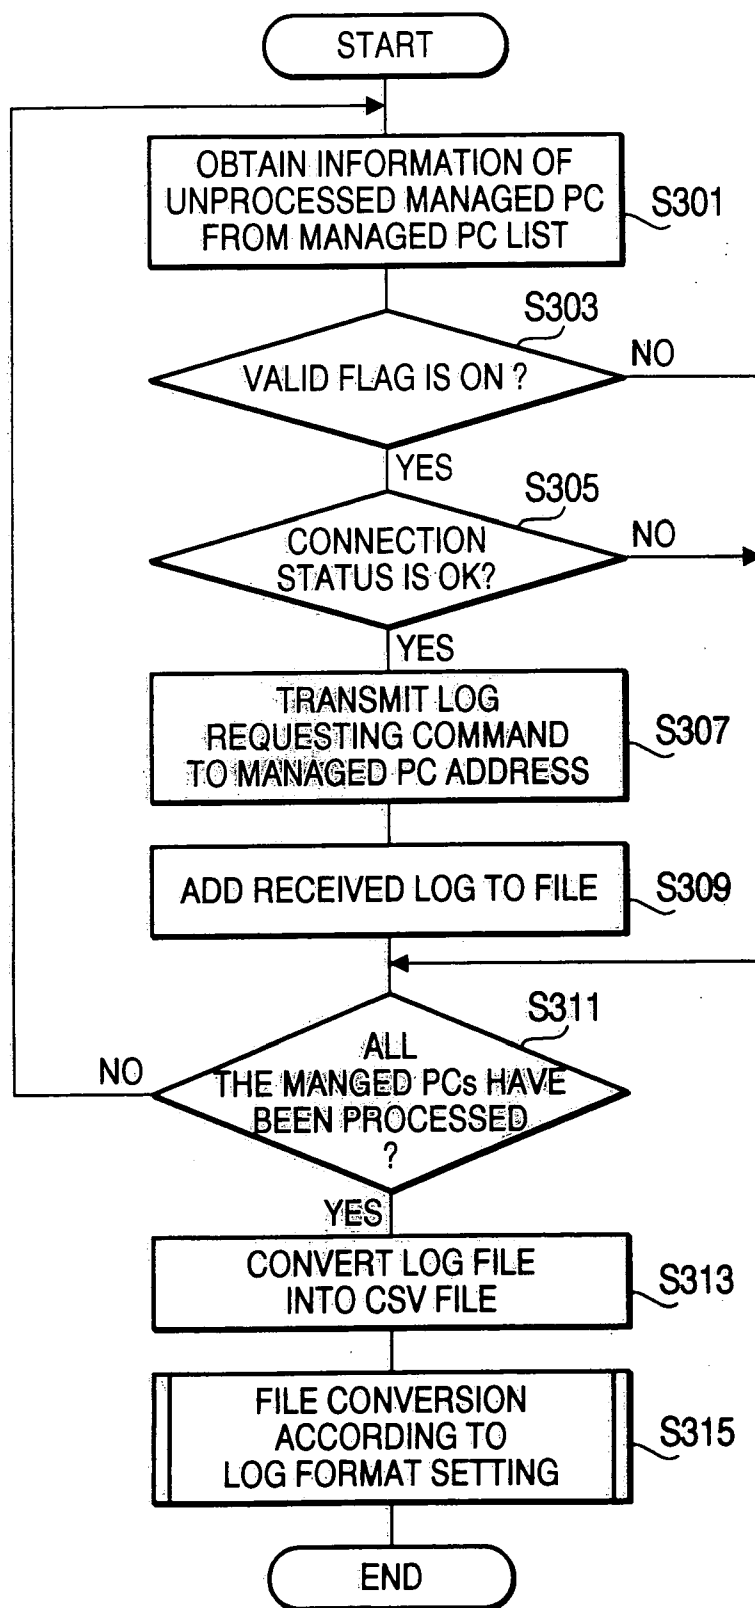 START
OBTAIN INFORMATION OF
UNPROCESSED MANAGED PC
FROM MANAGED PC LIST
S301
S303
VALID FLAG IS ON ?
NO
YES
S305
CONNECTION
STATUS IS OK?
NO
YES
TRANSMIT LOG
REQUESTING COMMAND
TO MANAGED PC ADDRESS
S307
ADD RECEIVED LOG TO FILE
S309
S311
ALL
THE MANGED PCs HAVE
BEEN PROCESSED
?
NO
YES
CONVERT LOG FILE
INTO CSV FILE
S313
FILE CONVERSION
ACCORDING TO
LOG FORMAT SETTING
S315
END